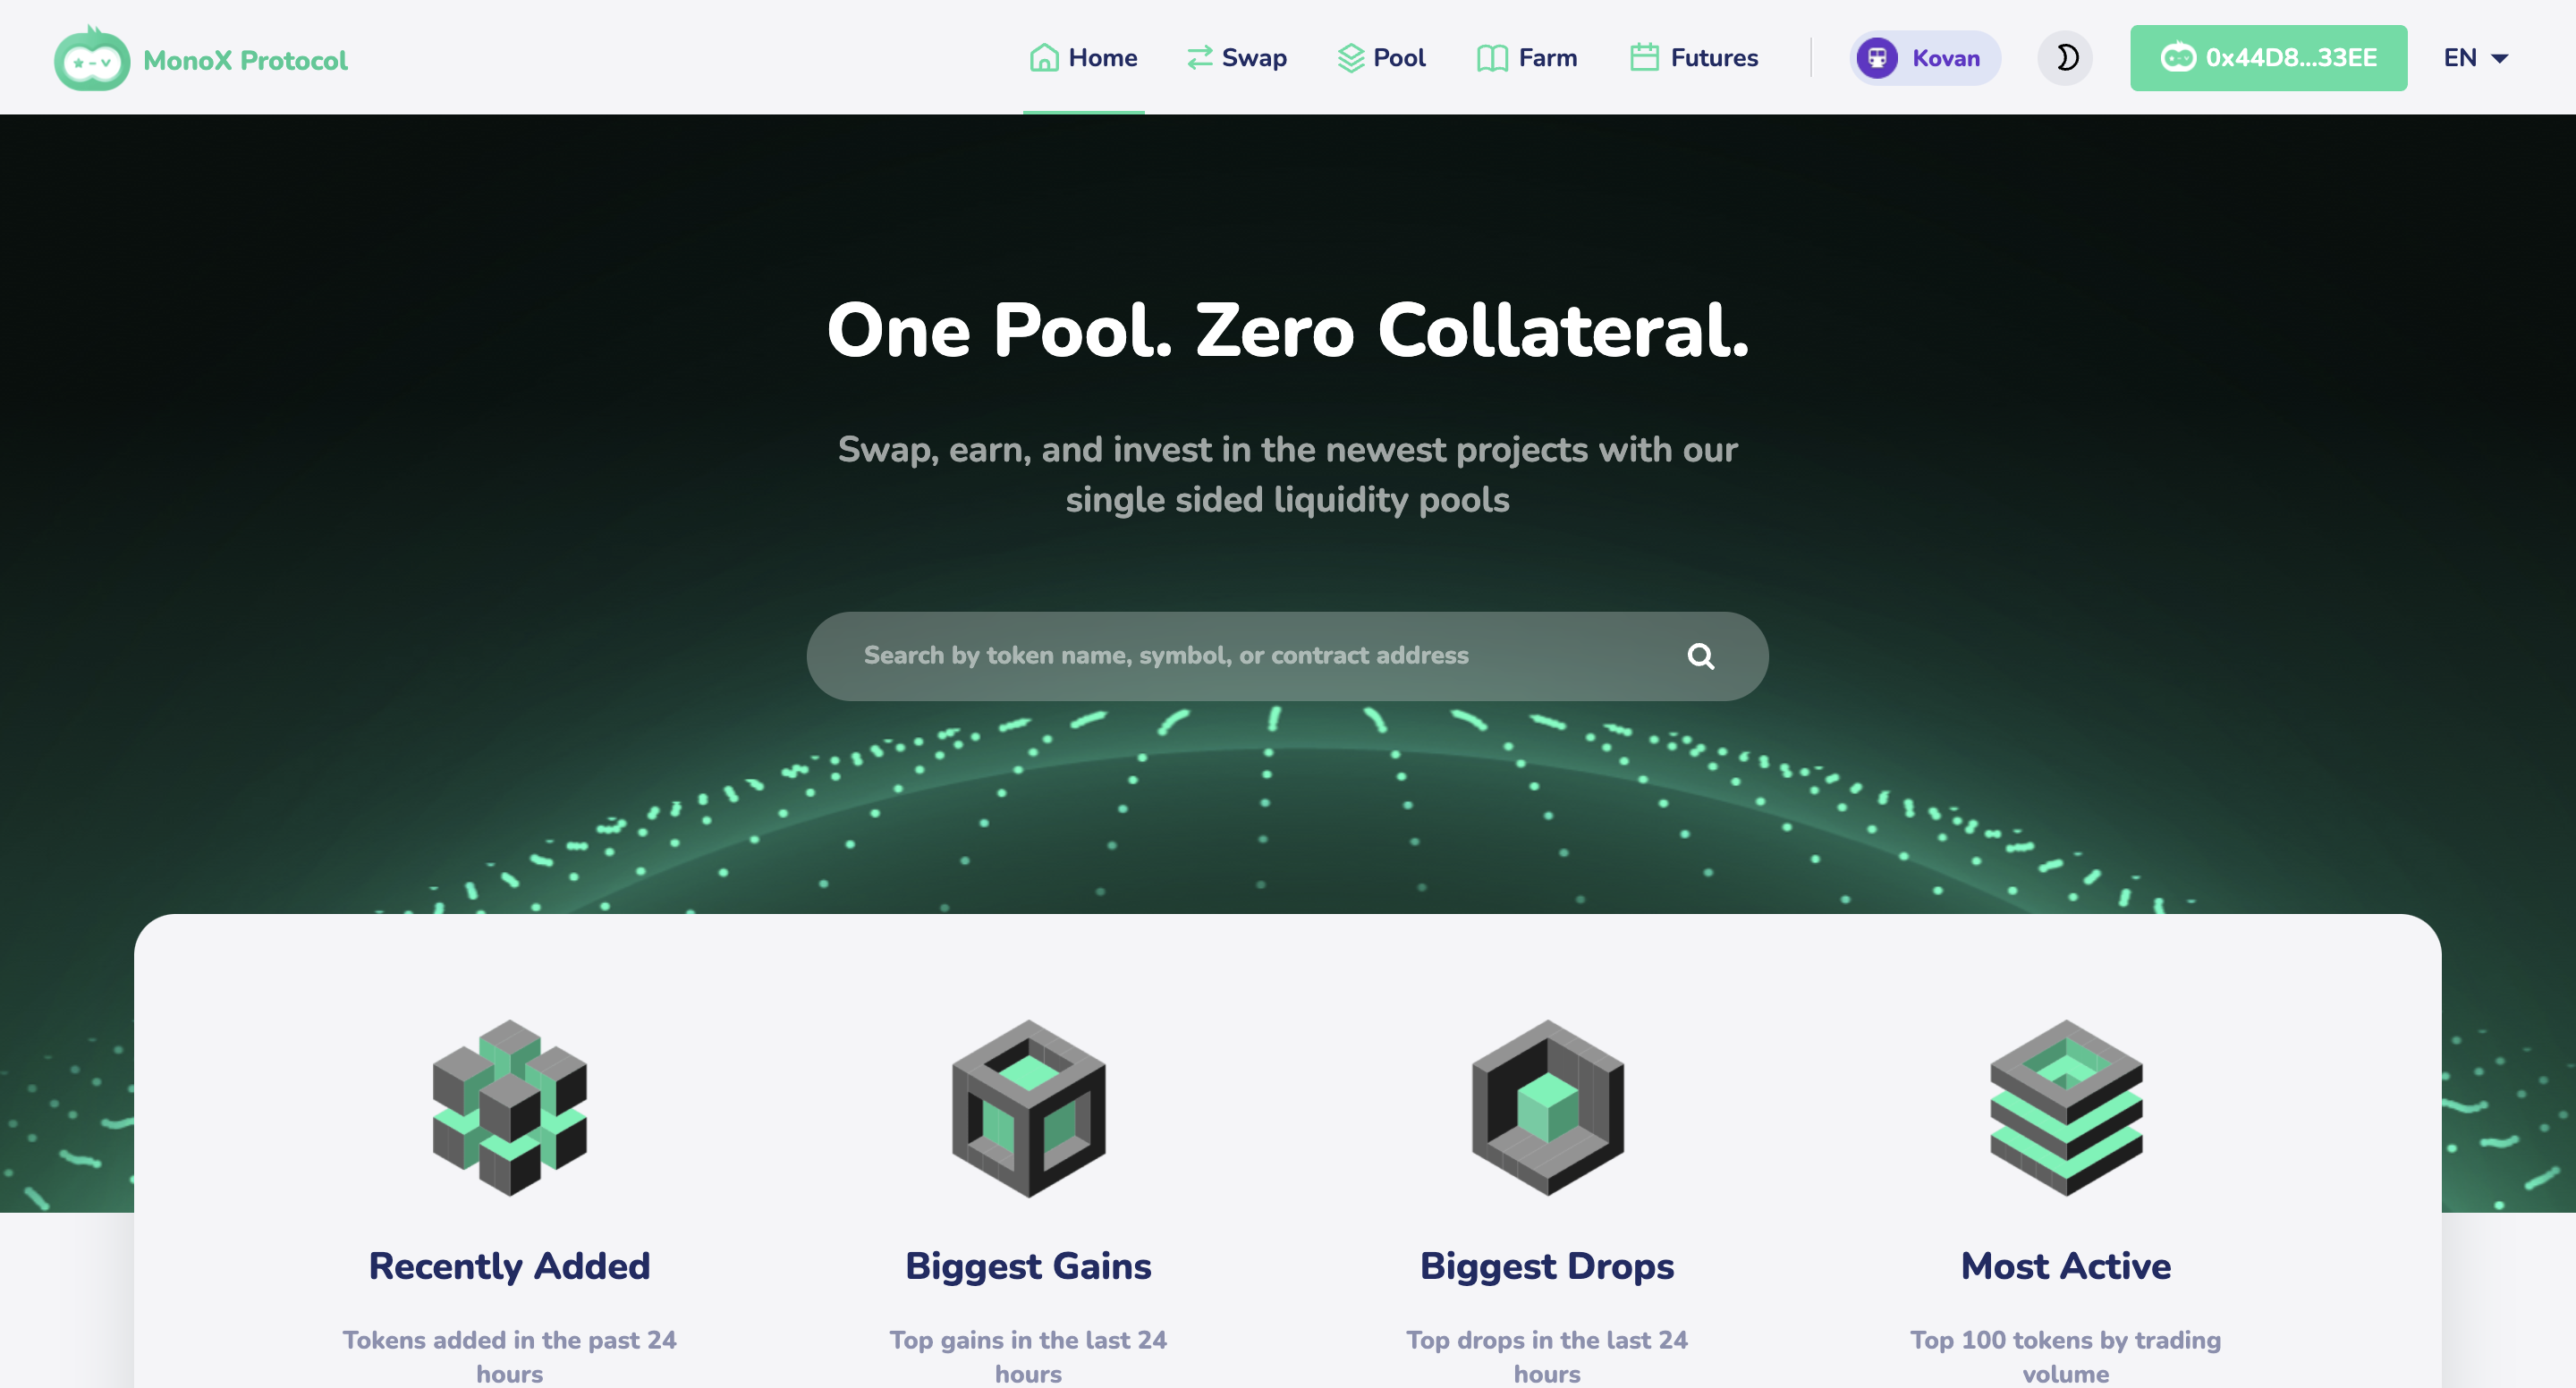 MonoX Protocol
Home
Swap
Pool
Farm
Futures
Kovan
0x44D8...33EE
EN
One Pool. Zero Collateral.
Swap, earn, and invest in the newest projects with our
single sided liquidity pools
Search by token name, symbol, or contract address
Recently Added
Tokens added in the past 24
hours
Biggest Gains
Top gains in the last 24
hours
Biggest Drops
Top drops in the last 24
hours
Most Active
Top 100 tokens by trading
volume